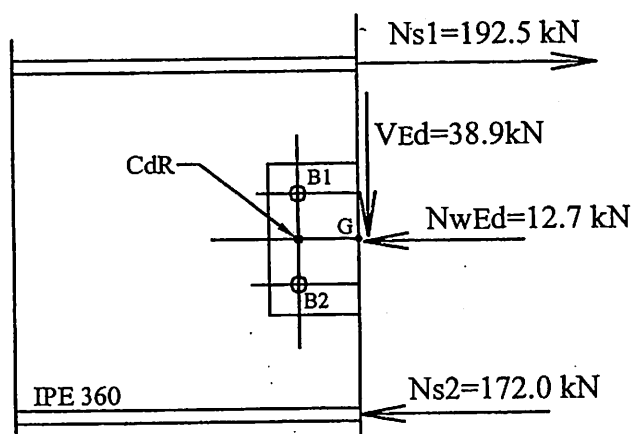 Ns1=192.5 kN
VEd=38.9kN
CdR
B1
G
NwEd=12.7 kN
B2
IPE 360
Ns2=172.0 kN